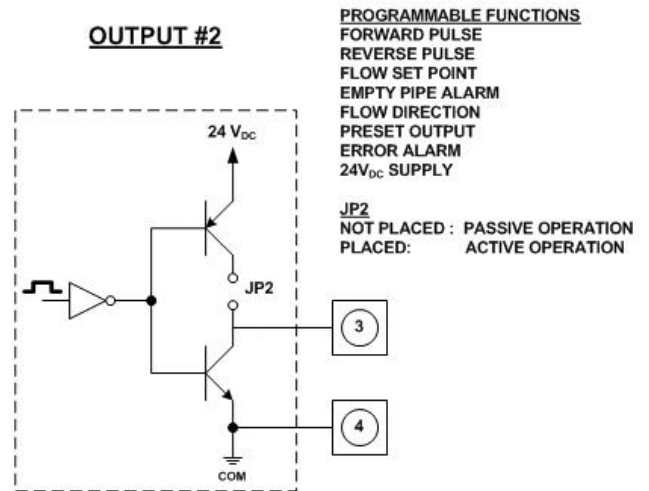 OUTPUT #2
PROGRAMMABLE FUNCTIONS
FORWARD PULSE
REVERSE PULSE
FLOW SET POINT
EMPTY PIPE ALARM
FLOW DIRECTION
PRESET OUTPUT
ERROR ALARM
24VDC SUPPLY
JP2
NOT PLACED : PASSIVE OPERATION
PLACED: ACTIVE OPERATION
24 VDC
JP2
3
4
COM